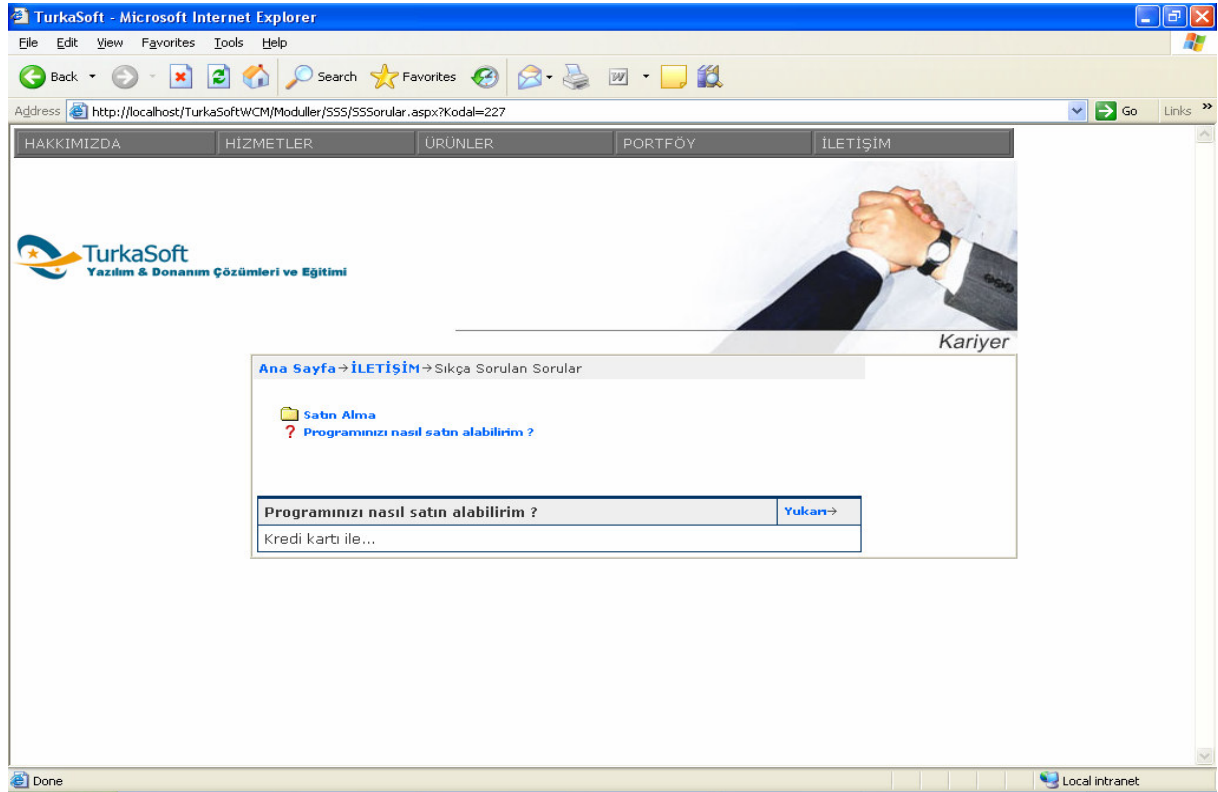 TurkaSoft - Microsoft Internet Explorer
File Edit View Favorites Tools Help
Back Search Favorites
Address http://localhost/TurkaSoftWCM/Moduller/SSS/SSSorular.aspx?Kodal=227 Go Links »
HAKKIMIZDA HİZMETLER ÜRÜNLER PORTFÖY İLETİŞİM
TurkaSoft
Yazılım & Donanım Çözümleri ve Eğitimi
Kariyer
Ana Sayfa→İLETİŞİM→Sıkça Sorulan Sorular
Satın Alma
? Programınızı nasıl satın alabilirim ?
Programınızı nasıl satın alabilirim ? Yukarı→
Kredi kartı ile...
Done Local intranet